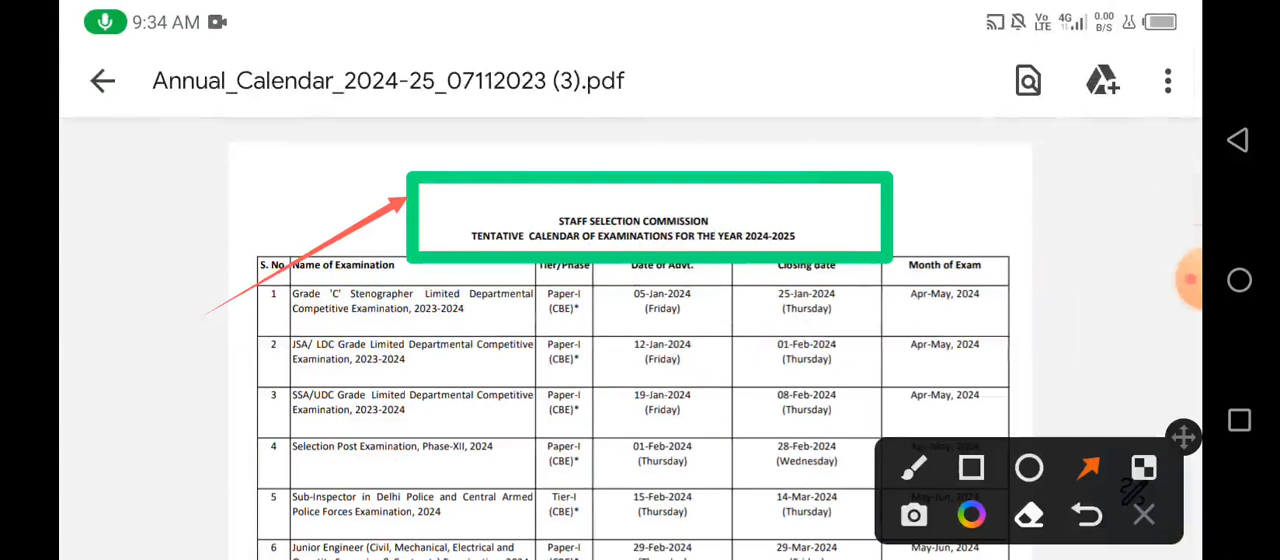 9:34 AM
Vo LTE 4G 0.00 B/S
Annual_Calendar_2024-25_07112023 (3).pdf
STAFF SELECTION COMMISSION
TENTATIVE CALENDAR OF EXAMINATIONS FOR THE YEAR 2024-2025
S. No Name of Examination Tier/Phase Date of Advt. Closing date Month of Exam
1 Grade 'C' Stenographer Limited Departmental Paper-I 05-Jan-2024 25-Jan-2024 Apr-May, 2024
Competitive Examination, 2023-2024 (CBE)* (Friday) (Thursday)
2 JSA/ LDC Grade Limited Departmental Competitive Paper-I 12-Jan-2024 01-Feb-2024 Apr-May, 2024
Examination, 2023-2024 (CBE)* (Friday) (Thursday)
3 SSA/UDC Grade Limited Departmental Competitive Paper-I 19-Jan-2024 08-Feb-2024 Apr-May, 2024
Examination, 2023-2024 (CBE)* (Friday) (Thursday)
4 Selection Post Examination, Phase-XII, 2024 Paper-I 01-Feb-2024 28-Feb-2024
(CBE)* (Thursday) (Wednesday)
5 Sub-Inspector in Delhi Police and Central Armed Tier-I 15-Feb-2024 14-Mar-2024 May-Jun, 2024
Police Forces Examination, 2024 (CBE)* (Thursday) (Thursday)
6 Junior Engineer (Civil, Mechanical, Electrical and Paper-I 29-Feb-2024 29-Mar-2024 May-Jun, 2024